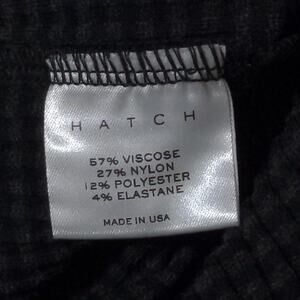 HATCH
57% VISCOSE
27% NYLON
12% POLYESTER
4% ELASTANE
MADE IN USA